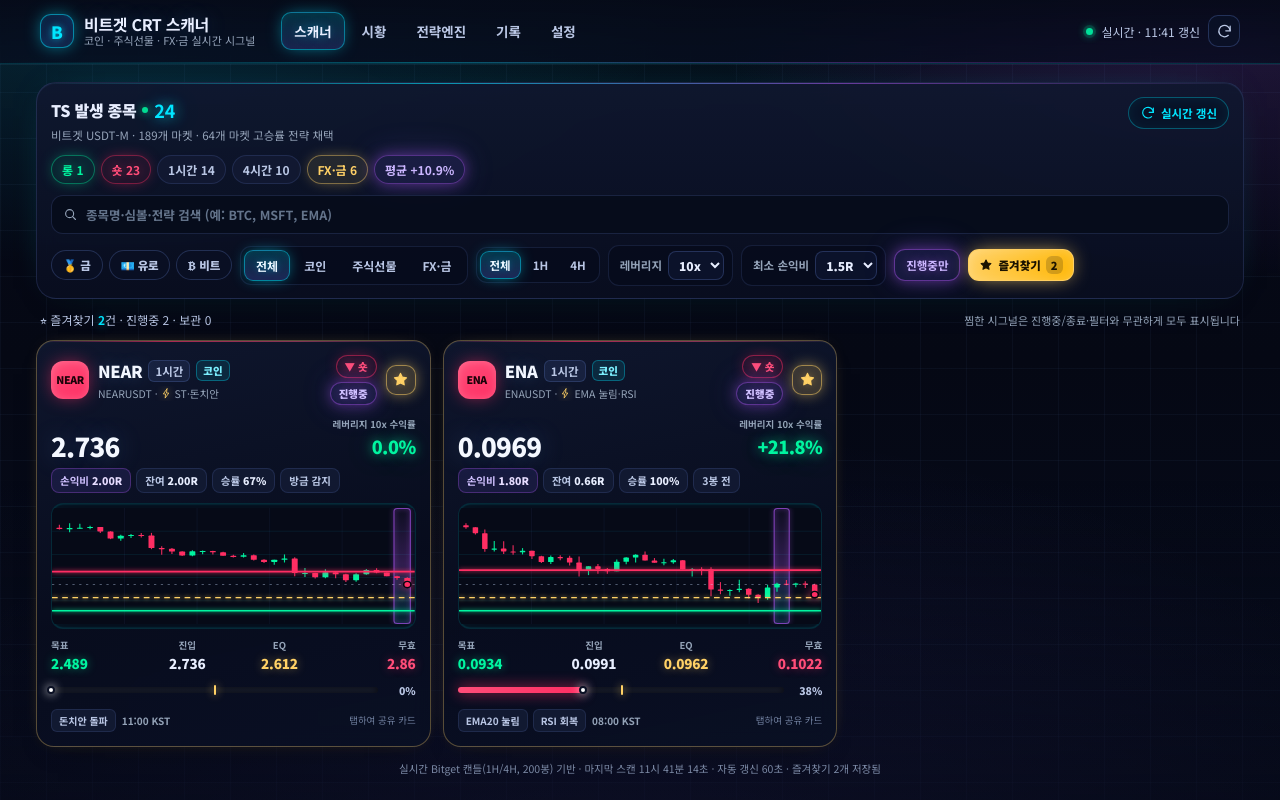 B
비트겟 CRT 스캐너
코인 · 주식선물 · FX·금 실시간 시그널
스캐너 시황 전략엔진 기록 설정
실시간 · 11:41 갱신
TS 발생 종목 24
실시간 갱신
비트겟 USDT-M · 189개 마켓 · 64개 마켓 고승률 전략 채택
롱 1 숏 23 1시간 14 4시간 10 FX·금 6 평균 +10.9%
종목명·심볼·전략 검색 (예: BTC, MSFT, EMA)
🥇 금 💶 유로 ₿ 비트 전체 코인 주식선물 FX·금 전체 1H 4H 레버리지 10x 최소 손익비 1.5R 진행중만 ★ 즐겨찾기 2
⭐ 즐겨찾기 2건 · 진행중 2 · 보관 0
찜한 시그널은 진행중/종료·필터와 무관하게 모두 표시됩니다
NEAR
NEAR 1시간 코인
NEARUSDT · ⚡ ST·돈치안
▼ 숏
진행중
레버리지 10x 수익률
2.736 0.0%
손익비 2.00R 잔여 2.00R 승률 67% 방금 감지
목표 진입 EQ 무효
2.489 2.736 2.612 2.86
0%
돈치안 돌파 11:00 KST 탭하여 공유 카드
ENA
ENA 1시간 코인
ENAUSDT · ⚡ EMA 눌림·RSI
▼ 숏
진행중
레버리지 10x 수익률
0.0969 +21.8%
손익비 1.80R 잔여 0.66R 승률 100% 3봉 전
목표 진입 EQ 무효
0.0934 0.0991 0.0962 0.1022
38%
EMA20 눌림 RSI 회복 08:00 KST 탭하여 공유 카드
실시간 Bitget 캔들(1H/4H, 200봉) 기반 · 마지막 스캔 11시 41분 14초 · 자동 갱신 60초 · 즐겨찾기 2개 저장됨